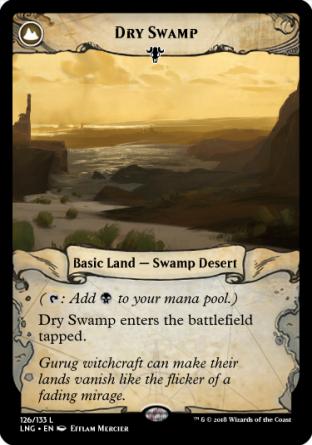 Dry Swamp
Basic Land — Swamp Desert
( : Add to your mana pool.)
Dry Swamp enters the battlefield
tapped.
Gurug witchcraft can make their
lands vanish like the flicker of a
fading mirage.
126/133 L
LNG • EN Efflam Mercier
™ & © 2018 Wizards of the Coast